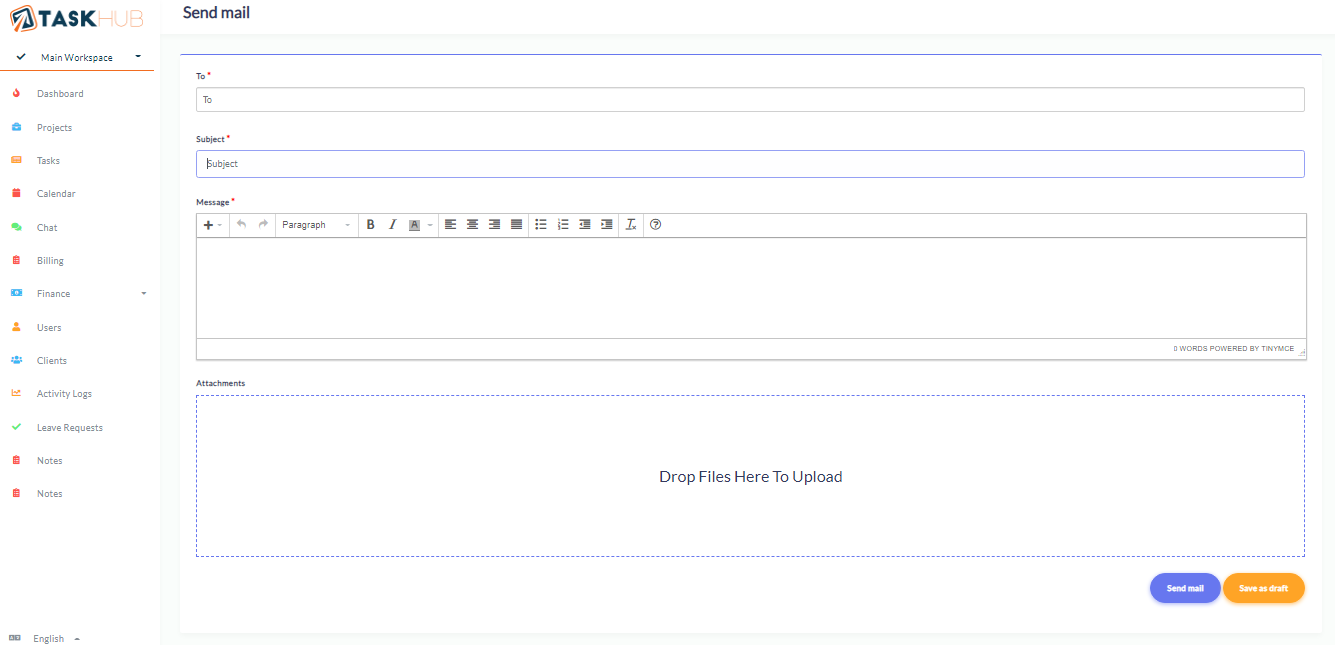 TASKHUB
Main Workspace
Dashboard
Projects
Tasks
Calendar
Chat
Billing
Finance
Users
Clients
Activity Logs
Leave Requests
Notes
Notes
English
Send mail
To *
To
Subject *
Subject
Message *
Paragraph
B I A
0 WORDS POWERED BY TINYMCE
Attachments
Drop Files Here To Upload
Send mail
Save as draft